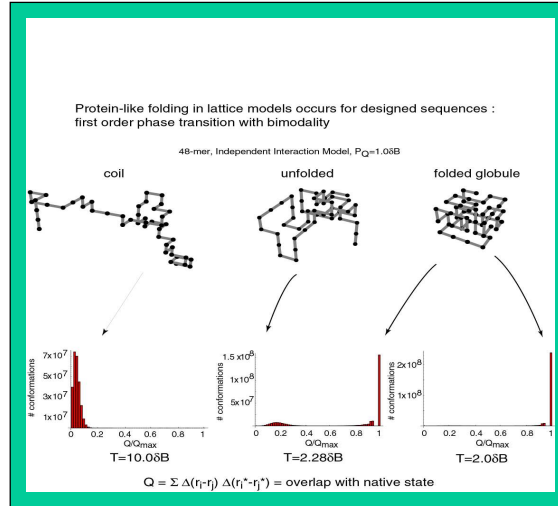 Protein-like folding in lattice models occurs for designed sequences :
first order phase transition with bimodality
48-mer, Independent Interaction Model, P_Q=1.0δB
coil
unfolded
folded globule
# conformations
7x10^7
5x10^7
3x10^7
1x10^7
0 0.2 0.4 0.6 0.8 1
Q/Q_max
T=10.0δB
# conformations
1.5 x10^8
1x10^8
5x10^7
0 0.2 0.4 0.6 0.8 1
Q/Q_max
T=2.28δB
# conformations
2x10^8
1x10^8
0 0.2 0.4 0.6 0.8 1
Q/Q_max
T=2.0δB
Q = Σ Δ(r_i-r_j) Δ(r_i*-r_j*) = overlap with native state